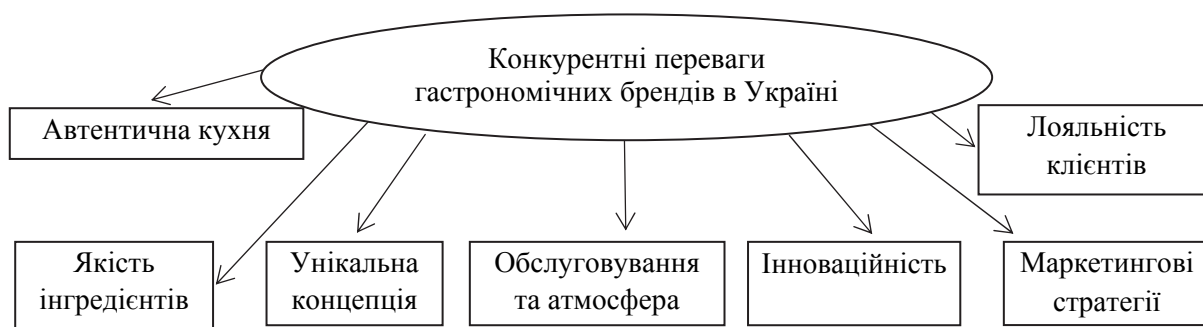 Конкурентні переваги
гастрономічних брендів в Україні
Автентична кухня
Лояльність
клієнтів
Якість
інгредієнтів
Унікальна
концепція
Обслуговування
та атмосфера
Інноваційність
Маркетингові
стратегії